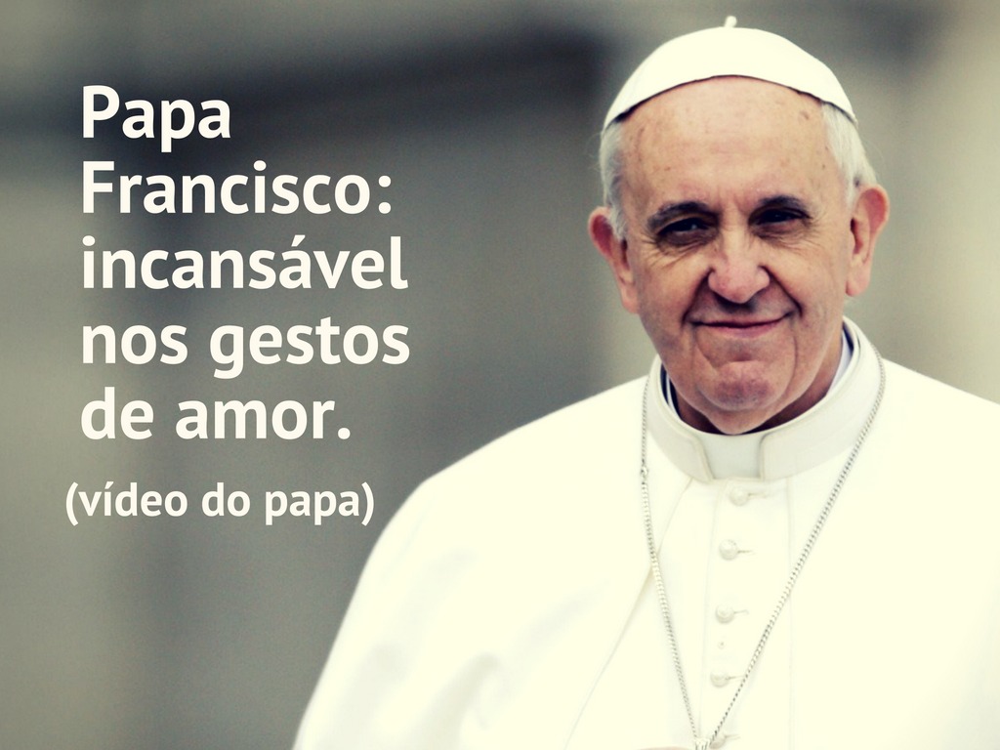 Papa
Francisco:
incansável
nos gestos
de amor.
(vídeo do papa)